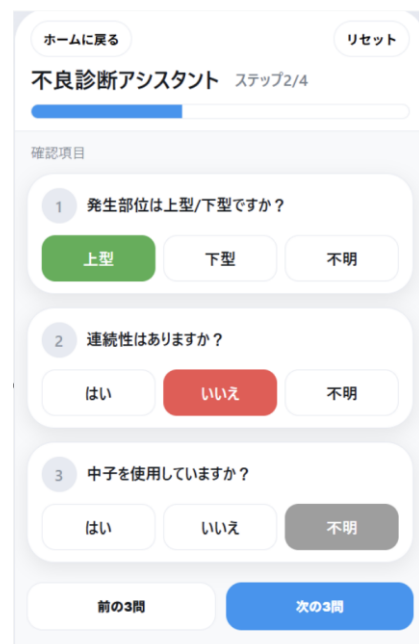 ホームに戻る リセット
不良診断アシスタント ステップ2/4
確認項目
1 発生部位は上型/下型ですか？
上型 下型 不明
2 連続性はありますか？
はい いいえ 不明
3 中子を使用していますか？
はい いいえ 不明
前の3問 次の3問